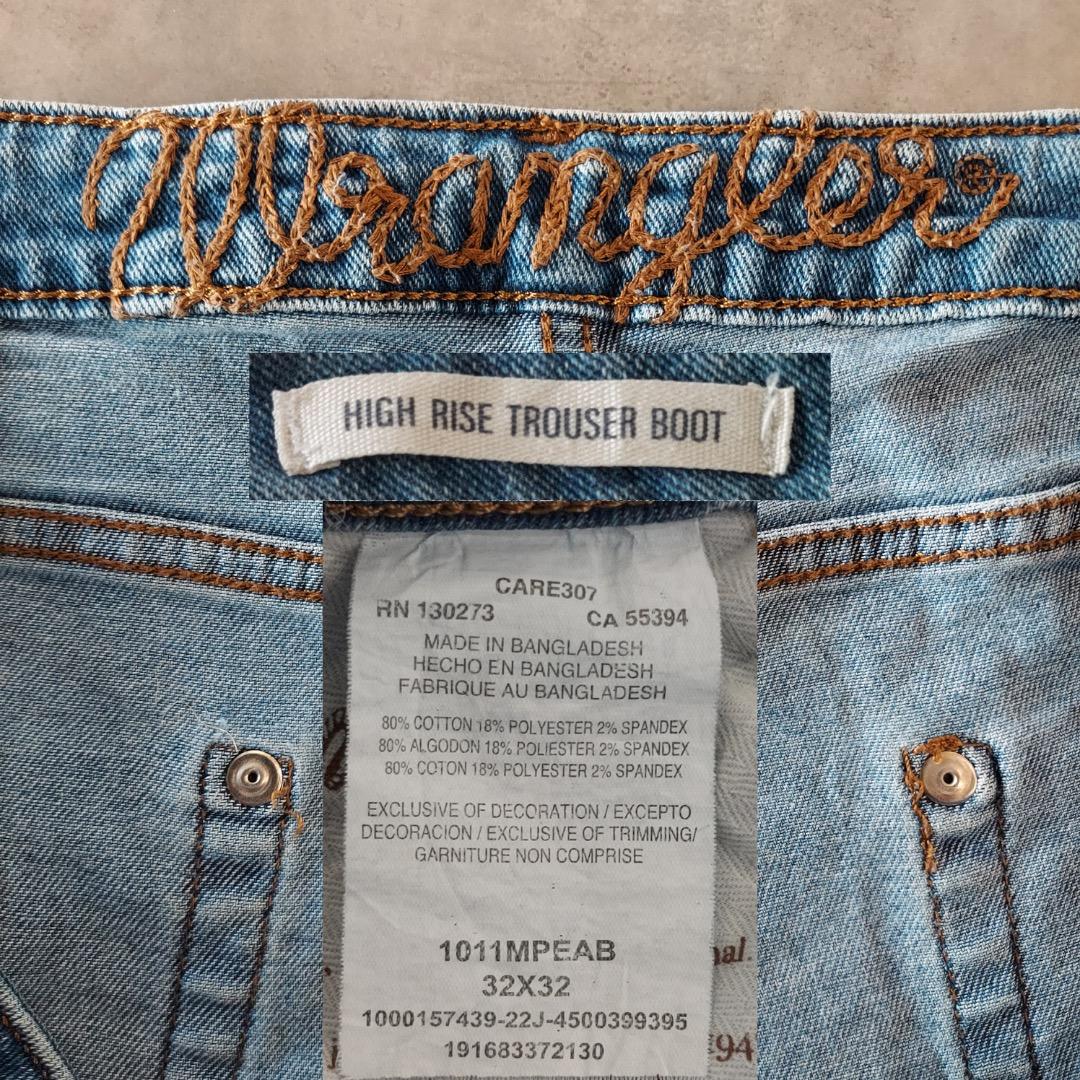 Wrangler®
HIGH RISE TROUSER BOOT
CARE307
RN 130273 CA 55394
MADE IN BANGLADESH
HECHO EN BANGLADESH
FABRIQUE AU BANGLADESH
80% COTTON 18% POLYESTER 2% SPANDEX
80% ALGODON 18% POLIESTER 2% SPANDEX
80% COTON 18% POLYESTER 2% SPANDEX
EXCLUSIVE OF DECORATION / EXCEPTO
DECORACION / EXCLUSIVE OF TRIMMING/
GARNITURE NON COMPRISE
1011MPEAB
32X32
1000157439-22J-4500399395
191683372130
94